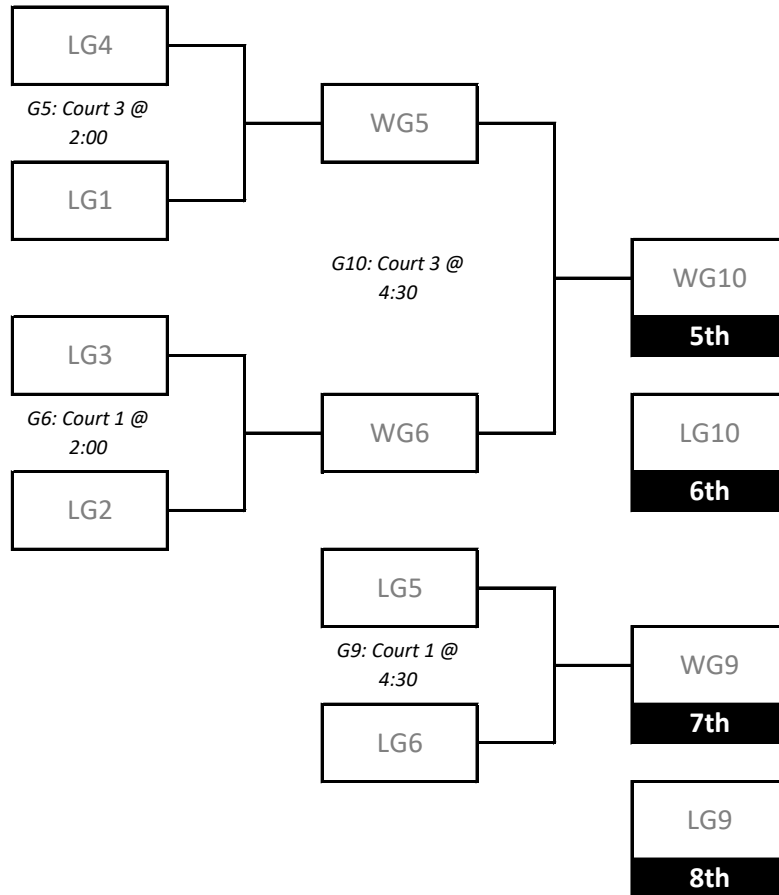 LG4
G5: Court 3 @
2:00
WG5
LG1
G10: Court 3 @
4:30
WG10
5th
LG3
G6: Court 1 @
2:00
WG6
LG10
6th
LG2
LG5
G9: Court 1 @
4:30
WG9
7th
LG6
LG9
8th